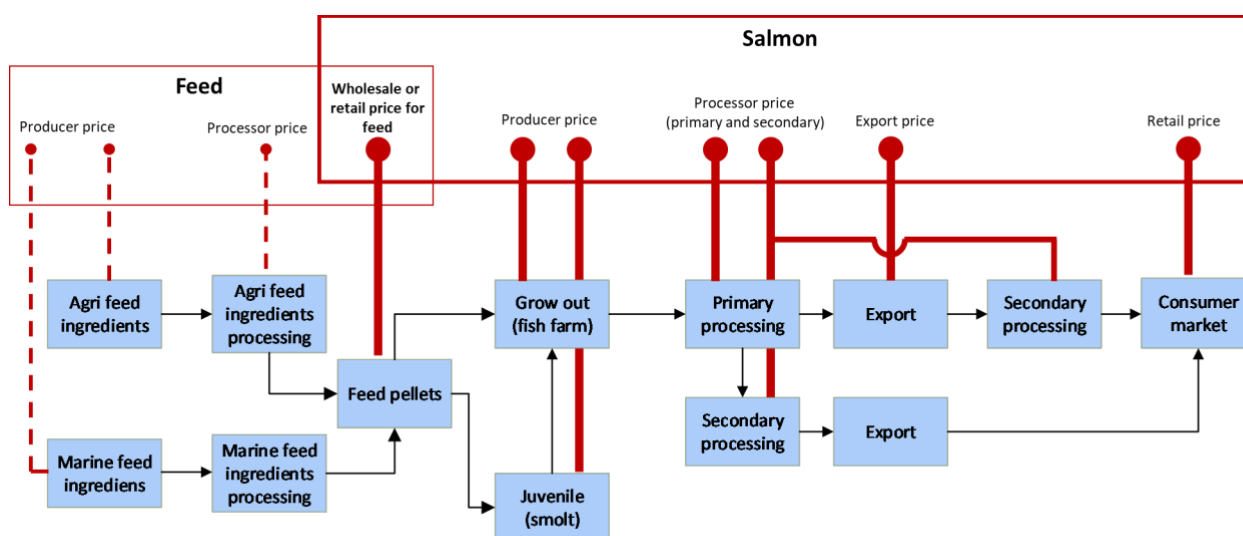 Salmon
Feed
Wholesale or
retail price for
feed
Producer price
Processor price
Producer price
Processor price
(primary and secondary)
Export price
Retail price
Agri feed
ingredients
Agri feed
ingredients
processing
Grow out
(fish farm)
Primary
processing
Export
Secondary
processing
Consumer
market
Feed pellets
Secondary
processing
Export
Marine feed
ingrediens
Marine feed
ingredients
processing
Juvenile
(smolt)